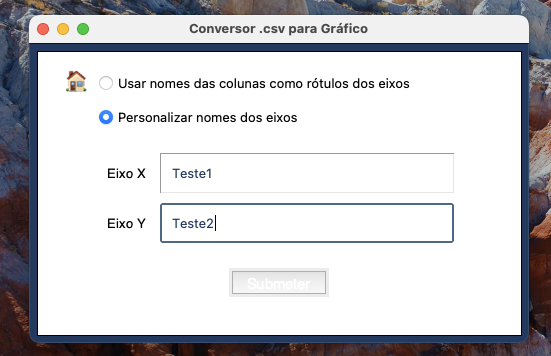 Conversor .csv para Gráfico
Usar nomes das colunas como rótulos dos eixos
Personalizar nomes dos eixos
Eixo X
Teste1
Eixo Y
Teste2
Submeter